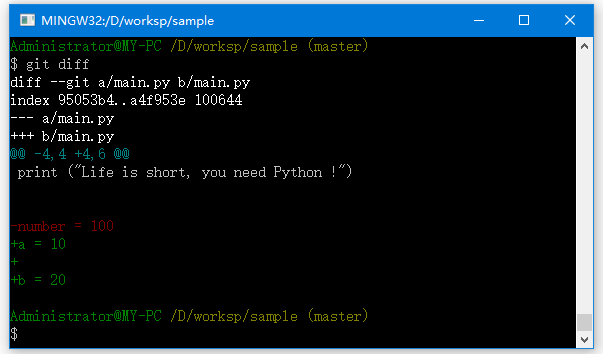 MINGW32:/D/worksp/sample
Administrator@MY-PC /D/worksp/sample (master)
$ git diff
diff --git a/main.py b/main.py
index 95053b4..a4f953e 100644
--- a/main.py
+++ b/main.py
@@ -4,4 +4,6 @@
 print ("Life is short, you need Python !")
-number = 100
+a = 10
+
+b = 20
Administrator@MY-PC /D/worksp/sample (master)
$